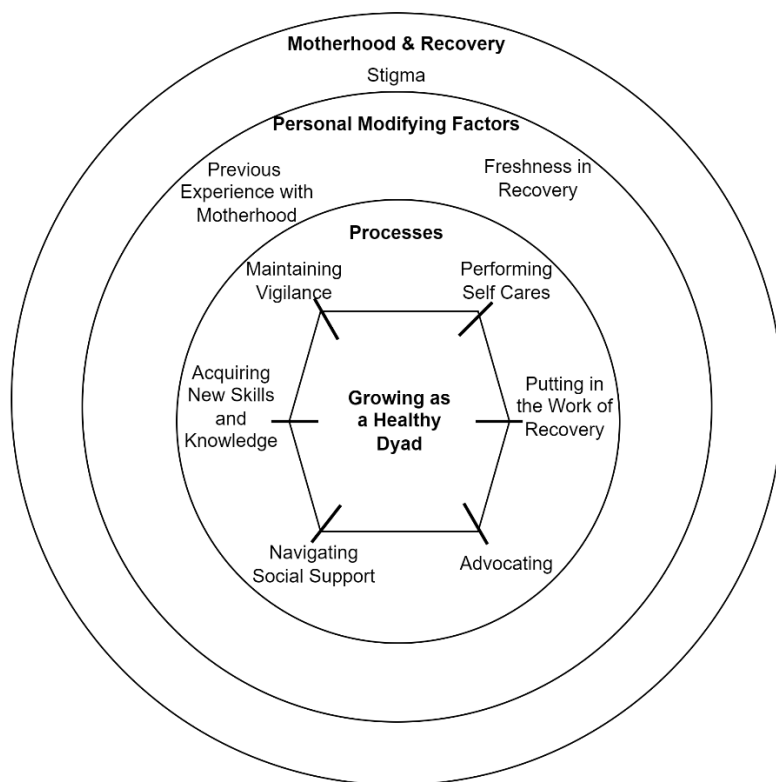 Motherhood & Recovery
Stigma
Personal Modifying Factors
Previous
Experience with
Motherhood
Freshness in
Recovery
Processes
Maintaining
Vigilance
Performing
Self Cares
Acquiring
New Skills
and
Knowledge
Growing as
a Healthy
Dyad
Putting in
the Work of
Recovery
Navigating
Social Support
Advocating